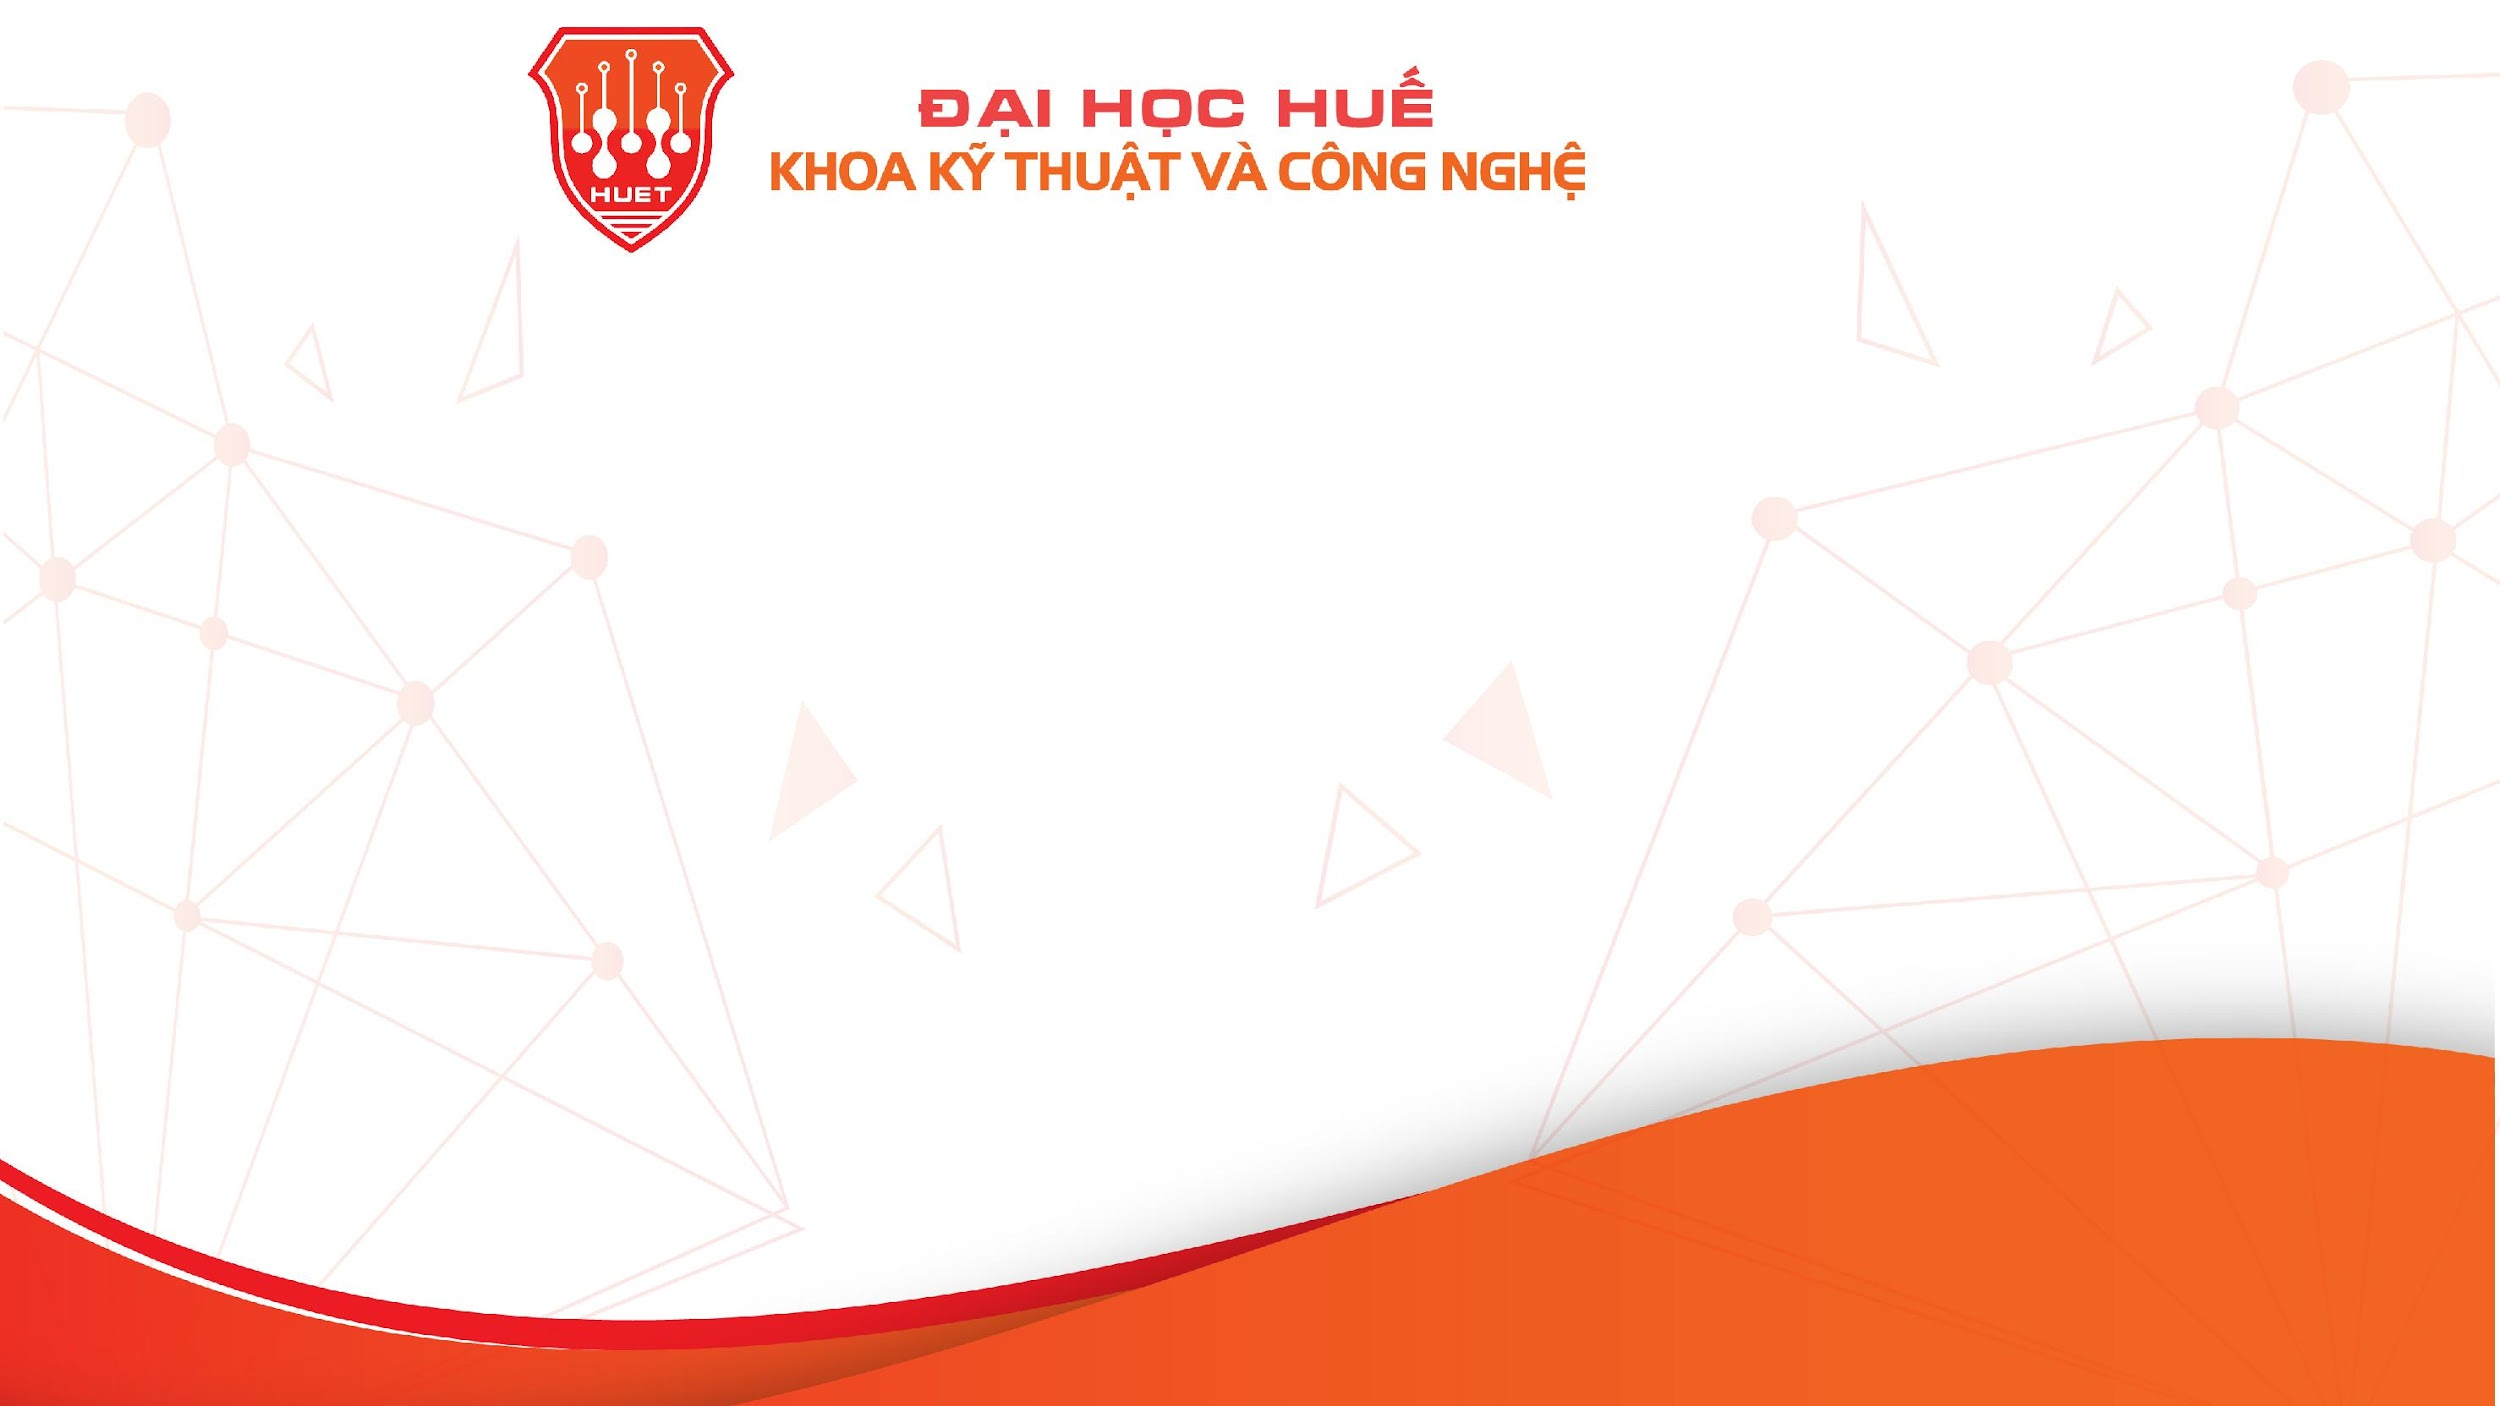 HUET
ĐẠI HỌC HUẾ
KHOA KỸ THUẬT VÀ CÔNG NGHỆ